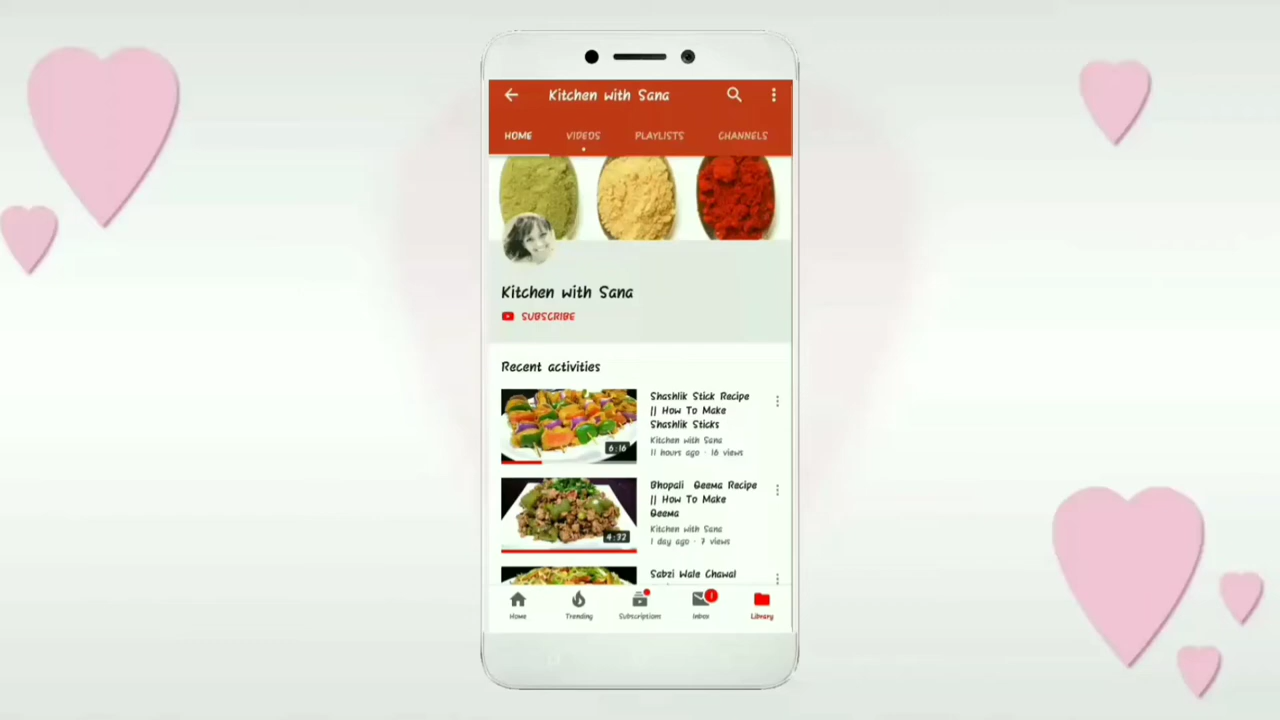 Kitchen with Sana
HOME VIDEOS PLAYLISTS CHANNELS
Kitchen with Sana
SUBSCRIBE
Recent activities
6:16
Shashlik Stick Recipe
|| How To Make
Shashlik Sticks
Kitchen with Sana
11 hours ago · 16 views
4:32
Bhopali Qeema Recipe
|| How To Make
Qeema
Kitchen with Sana
1 day ago · 7 views
Sabzi Wale Chawal
1
Home Trending Subscriptions Inbox Library